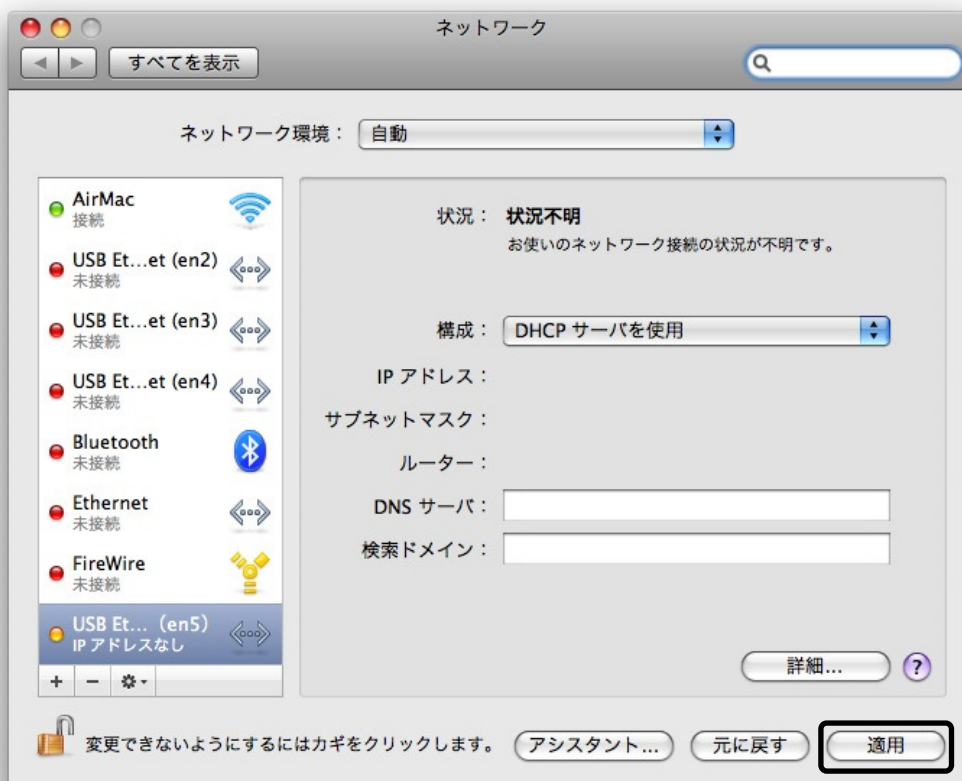 ネットワーク
すべてを表示
ネットワーク環境： 自動
AirMac
接続
USB Et...et (en2)
未接続
USB Et...et (en3)
未接続
USB Et...et (en4)
未接続
Bluetooth
未接続
Ethernet
未接続
FireWire
未接続
USB Et... （en5）
IP アドレスなし
状況： 状況不明
お使いのネットワーク接続の状況が不明です。
構成： DHCP サーバを使用
IP アドレス：
サブネットマスク：
ルーター：
DNS サーバ：
検索ドメイン：
詳細... ?
変更できないようにするにはカギをクリックします。 アシスタント... 元に戻す 適用